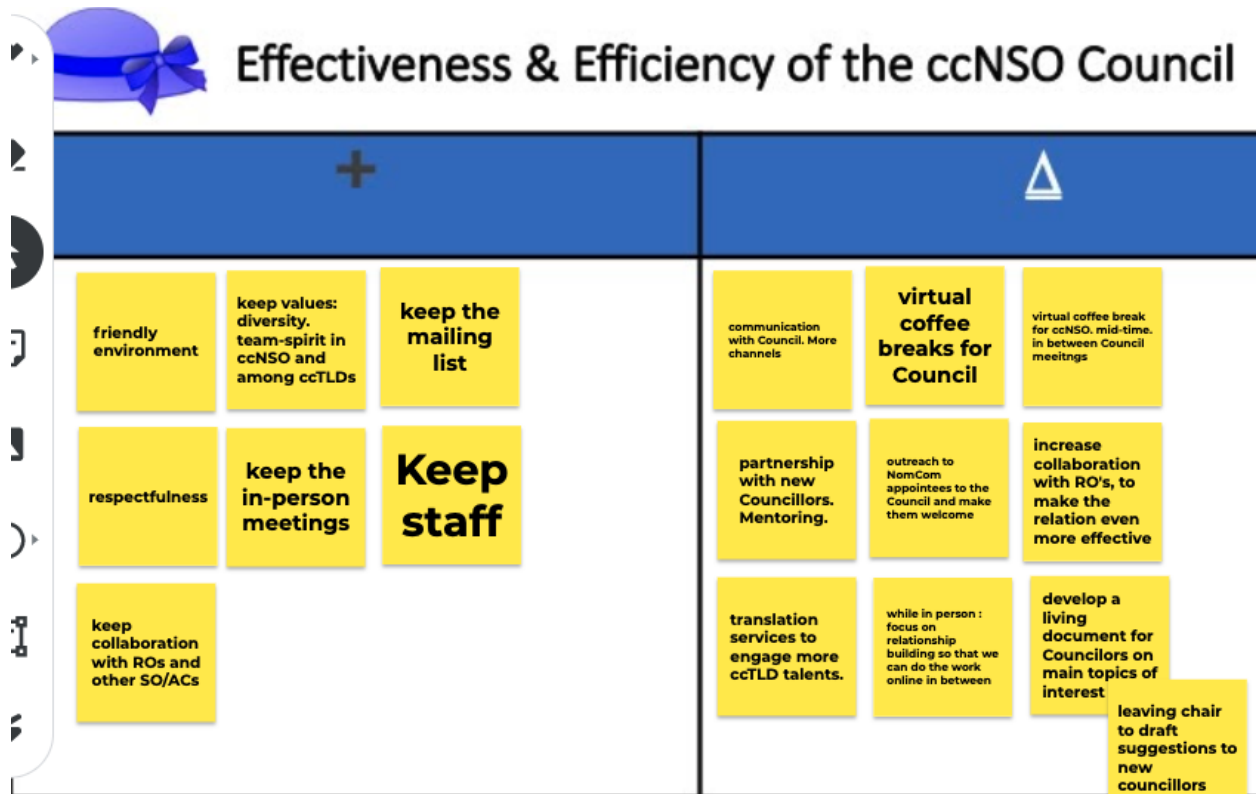 Effectiveness & Efficiency of the ccNSO Council
+
Δ
friendly
environment
keep values:
diversity.
team-spirit in
ccNSO and
among ccTLDs
keep the
mailing
list
respectfulness
keep the
in-person
meetings
Keep
staff
keep
collaboration
with ROs and
other SO/ACs
communication
with Council. More
channels
virtual
coffee
breaks for
Council
virtual coffee break
for ccNSO. mid-time.
in between Council
meeitngs
partnership
with new
Councillors.
Mentoring.
outreach to
NomCom
appointees to the
Council and make
them welcome
increase
collaboration
with RO's, to
make the
relation even
more effective
translation
services to
engage more
ccTLD talents.
while in person :
focus on
relationship
building so that we
can do the work
online in between
develop a
living
document for
Councilors on
main topics of
interest
leaving chair
to draft
suggestions to
new
councillors